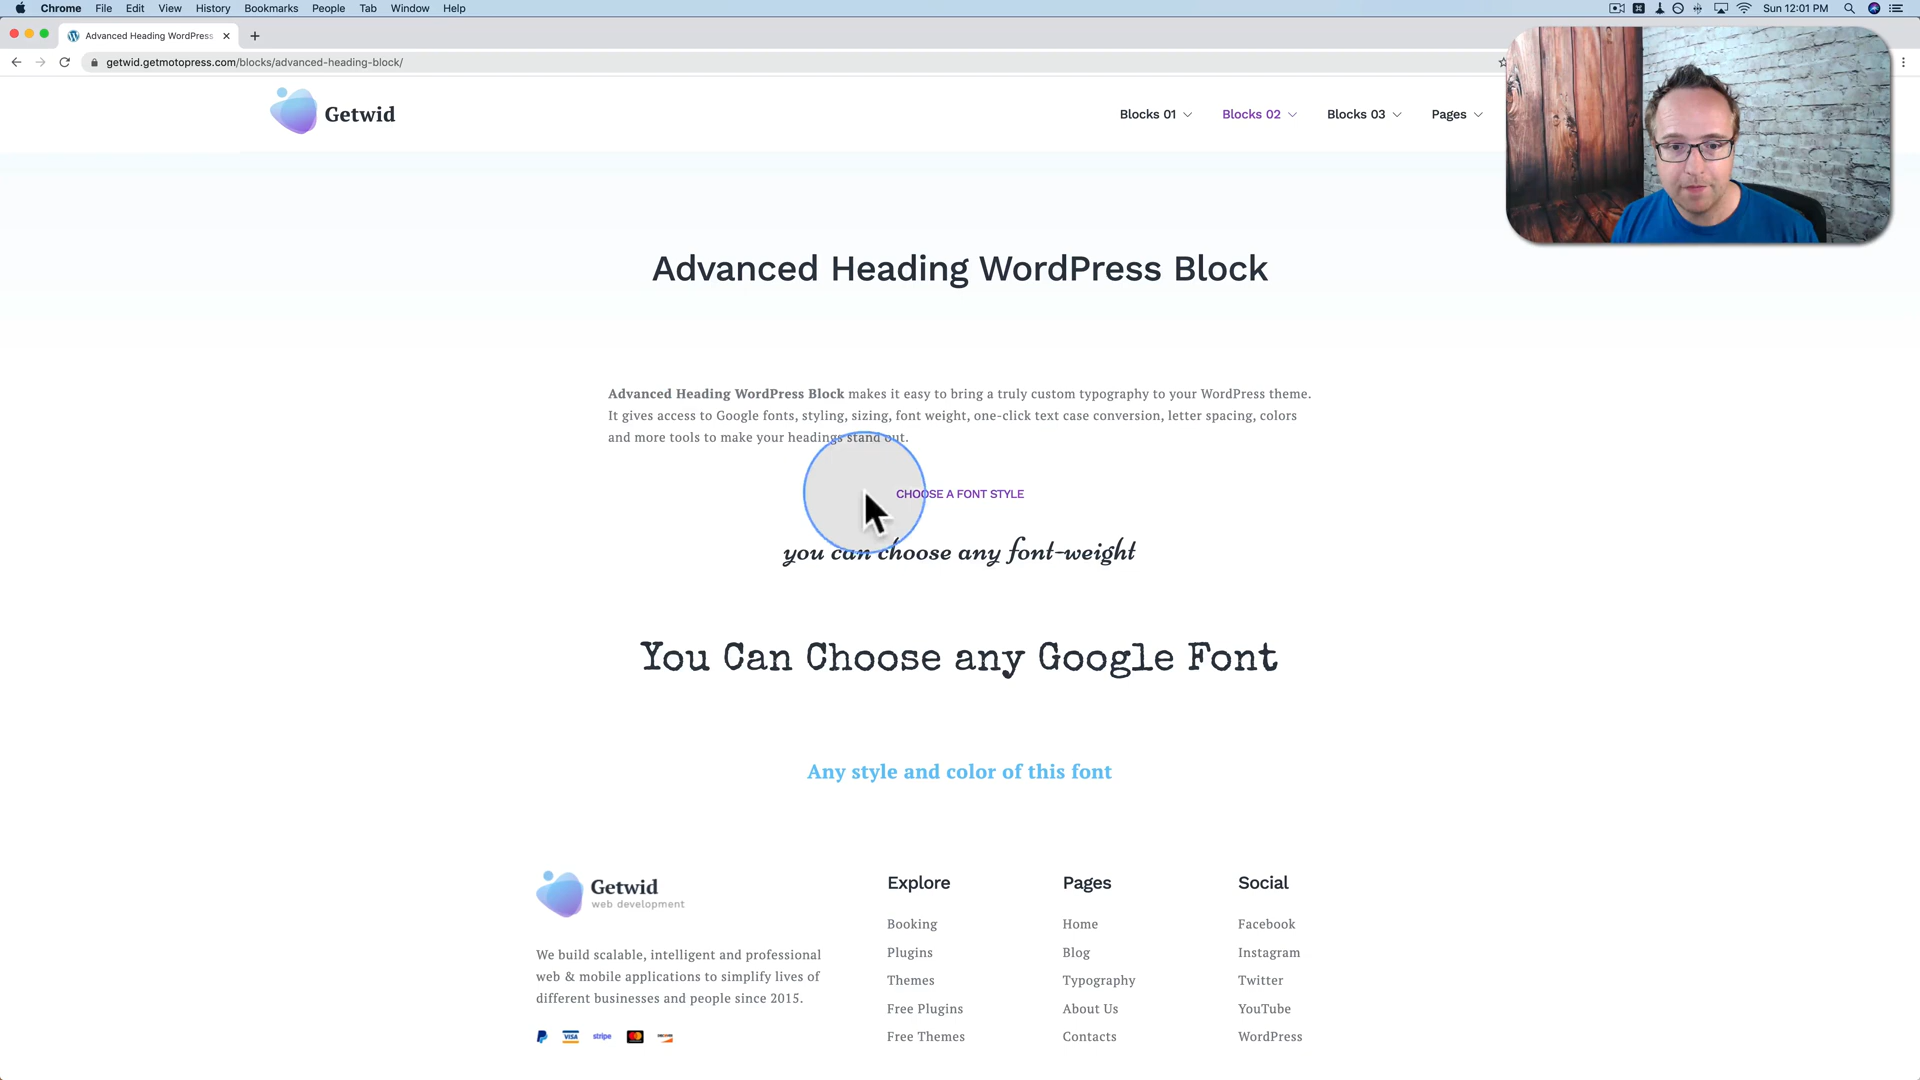 Chrome File Edit View History Bookmarks People Tab Window Help
Sun 12:01 PM
Advanced Heading WordPress
getwid.getmotopress.com/blocks/advanced-heading-block/
Getwid
Blocks 01 Blocks 02 Blocks 03 Pages
Advanced Heading WordPress Block
Advanced Heading WordPress Block makes it easy to bring a truly custom typography to your WordPress theme.
It gives access to Google fonts, styling, sizing, font weight, one-click text case conversion, letter spacing, colors
and more tools to make your headings stand out.
CHOOSE A FONT STYLE
you can choose any font-weight
You Can Choose any Google Font
Any style and color of this font
Getwid
web development
We build scalable, intelligent and professional
web & mobile applications to simplify lives of
different businesses and people since 2015.
VISA stripe
Explore
Booking
Plugins
Themes
Free Plugins
Free Themes
Pages
Home
Blog
Typography
About Us
Contacts
Social
Facebook
Instagram
Twitter
YouTube
WordPress